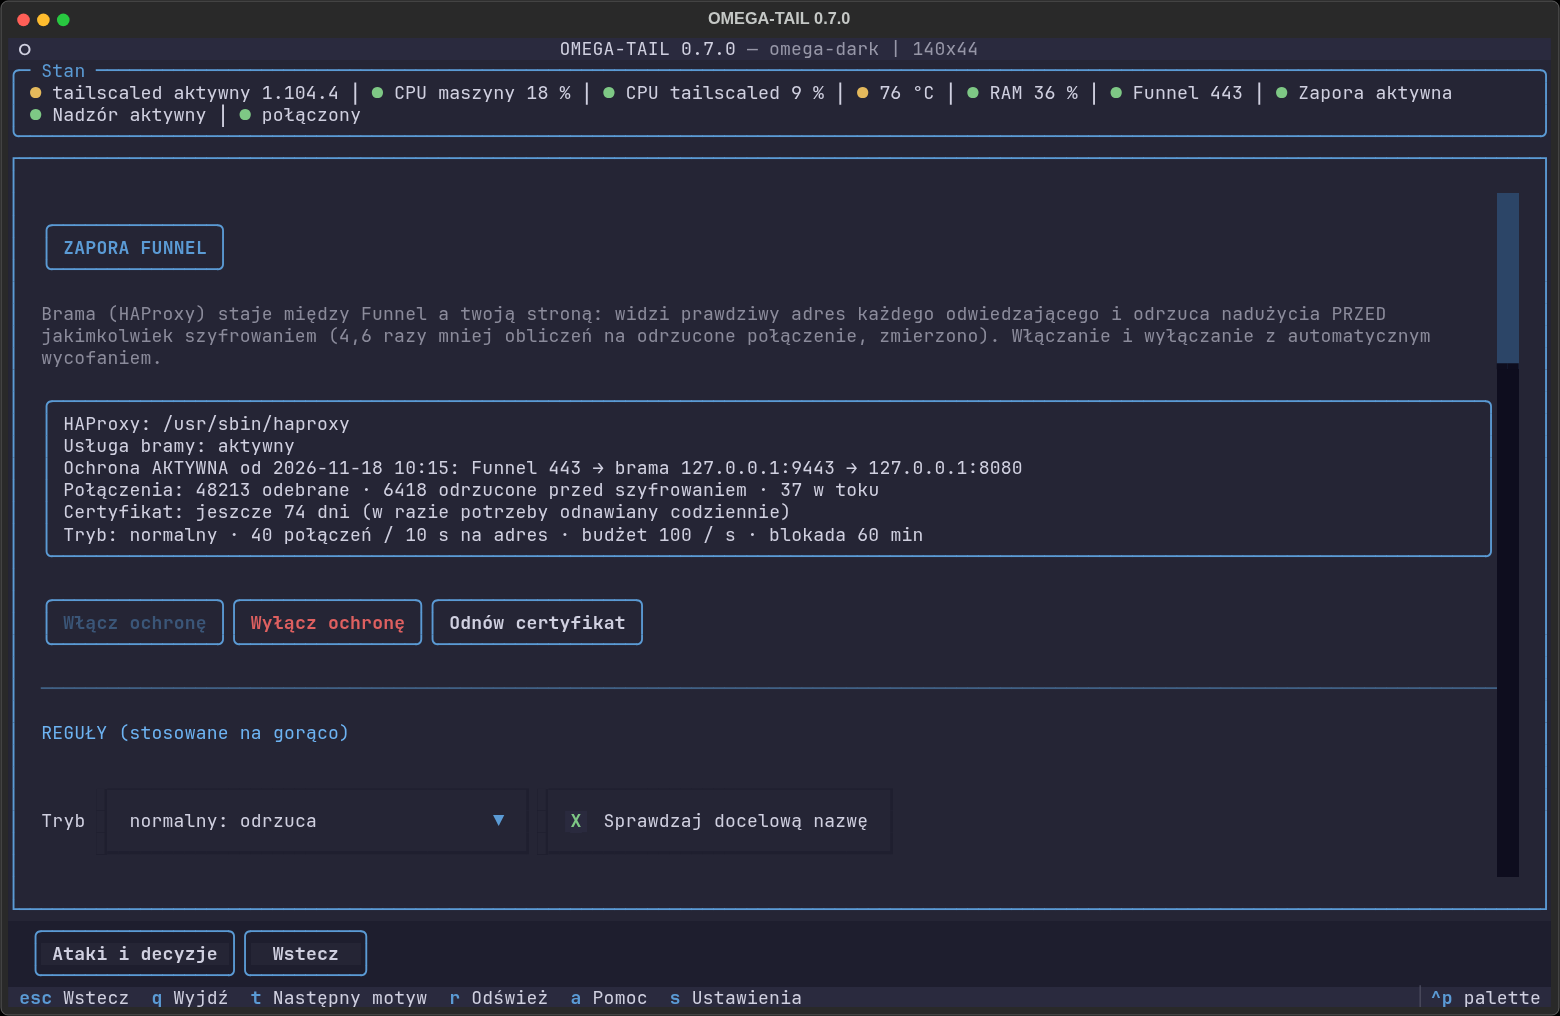 OMEGA-TAIL 0.7.0
OMEGA-TAIL 0.7.0 — omega-dark | 140x44
Stan
● tailscaled aktywny 1.104.4 │ ● CPU maszyny 18 % │ ● CPU tailscaled 9 % │ ● 76 °C │ ● RAM 36 % │ ● Funnel 443 │ ● Zapora aktywna
● Nadzór aktywny │ ● połączony
ZAPORA FUNNEL
Brama (HAProxy) staje między Funnel a twoją stroną: widzi prawdziwy adres każdego odwiedzającego i odrzuca nadużycia PRZED
jakimkolwiek szyfrowaniem (4,6 razy mniej obliczeń na odrzucone połączenie, zmierzono). Włączanie i wyłączanie z automatycznym
wycofaniem.
HAProxy: /usr/sbin/haproxy
Usługa bramy: aktywny
Ochrona AKTYWNA od 2026-11-18 10:15: Funnel 443 → brama 127.0.0.1:9443 → 127.0.0.1:8080
Połączenia: 48213 odebrane · 6418 odrzucone przed szyfrowaniem · 37 w toku
Certyfikat: jeszcze 74 dni (w razie potrzeby odnawiany codziennie)
Tryb: normalny · 40 połączeń / 10 s na adres · budżet 100 / s · blokada 60 min
Włącz ochronę Wyłącz ochronę Odnów certyfikat
REGUŁY (stosowane na gorąco)
Tryb normalny: odrzuca ▼ X Sprawdzaj docelową nazwę
Ataki i decyzje Wstecz
esc Wstecz q Wyjdź t Następny motyw r Odśwież a Pomoc s Ustawienia ^p palette